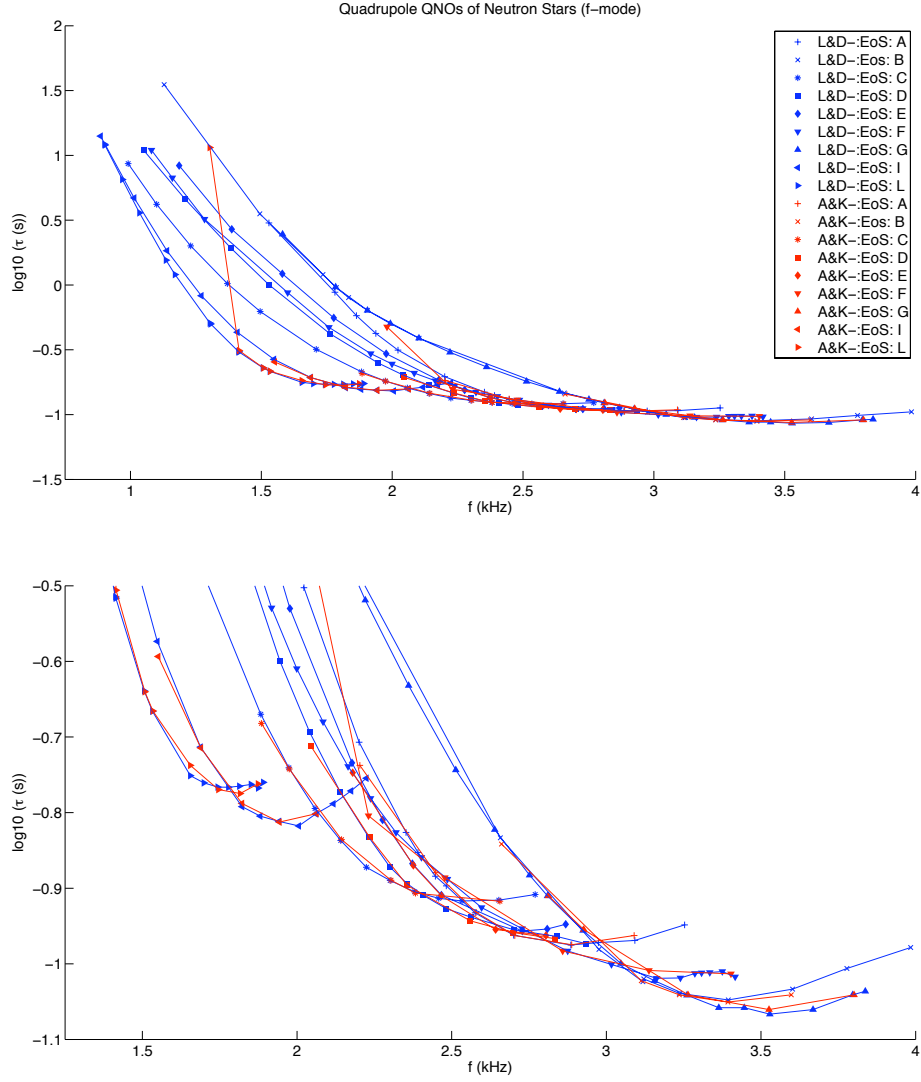 Quadrupole QNOs of Neutron Stars (f−mode)
1.5
1
0.5
0
−0.5
−1
−1.5
log10 (τ (s))
1
1.5
2
2.5
3
3.5
4
f (kHz)
L&D−:EoS: A
L&D−:Eos: B
L&D−:EoS: C
L&D−:EoS: D
L&D−:EoS: E
L&D−:EoS: F
L&D−:EoS: G
L&D−:EoS: I
L&D−:EoS: L
A&K−:EoS: A
A&K−:Eos: B
A&K−:EoS: C
A&K−:EoS: D
A&K−:EoS: E
A&K−:EoS: F
A&K−:EoS: G
A&K−:EoS: I
A&K−:EoS: L
−0.5
−0.6
−0.7
−0.8
−0.9
−1
−1.1
log10 (τ (s))
1.5
2
2.5
3
3.5
4
f (kHz)